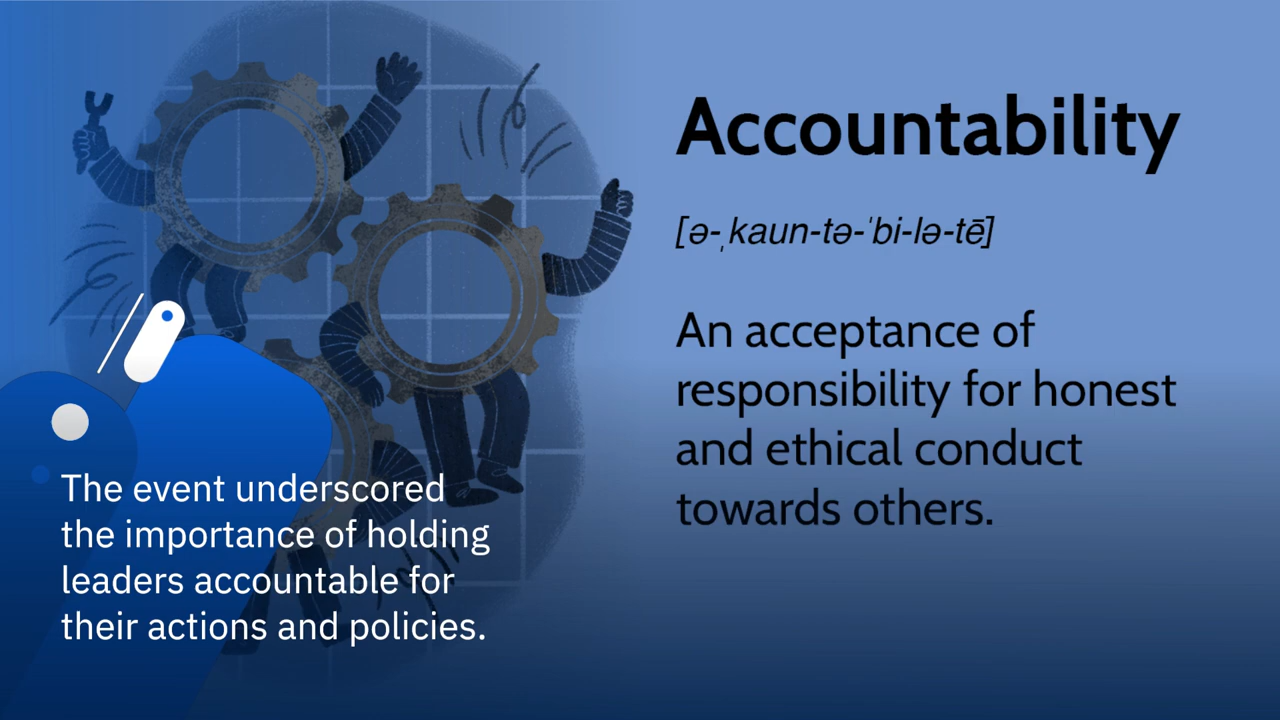 Accountability
[ə-ˌkaun-tə-ˈbi-lə-tē]
An acceptance of
responsibility for honest
and ethical conduct
towards others.
The event underscored
the importance of holding
leaders accountable for
their actions and policies.